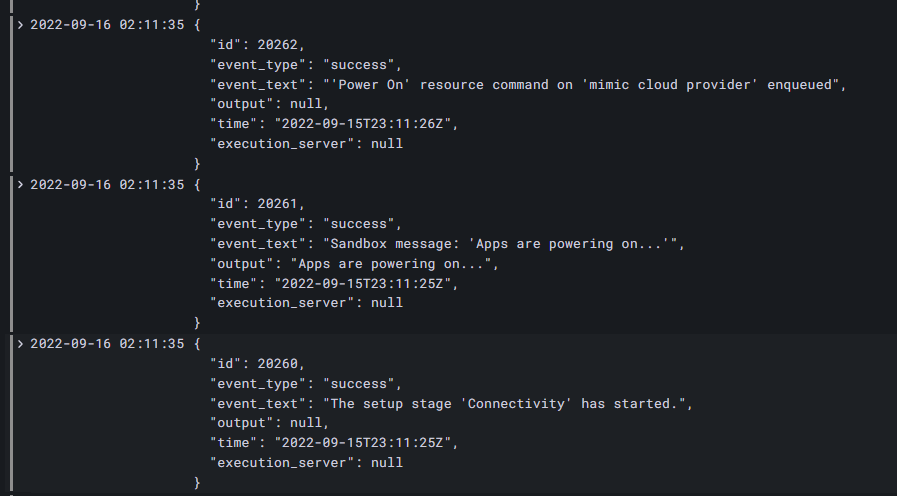 }
> 2022-09-16 02:11:35 {
"id": 20262,
"event_type": "success",
"event_text": "'Power On' resource command on 'mimic cloud provider' enqueued",
"output": null,
"time": "2022-09-15T23:11:26Z",
"execution_server": null
}
> 2022-09-16 02:11:35 {
"id": 20261,
"event_type": "success",
"event_text": "Sandbox message: 'Apps are powering on...'",
"output": "Apps are powering on...",
"time": "2022-09-15T23:11:25Z",
"execution_server": null
}
> 2022-09-16 02:11:35 {
"id": 20260,
"event_type": "success",
"event_text": "The setup stage 'Connectivity' has started.",
"output": null,
"time": "2022-09-15T23:11:25Z",
"execution_server": null
}